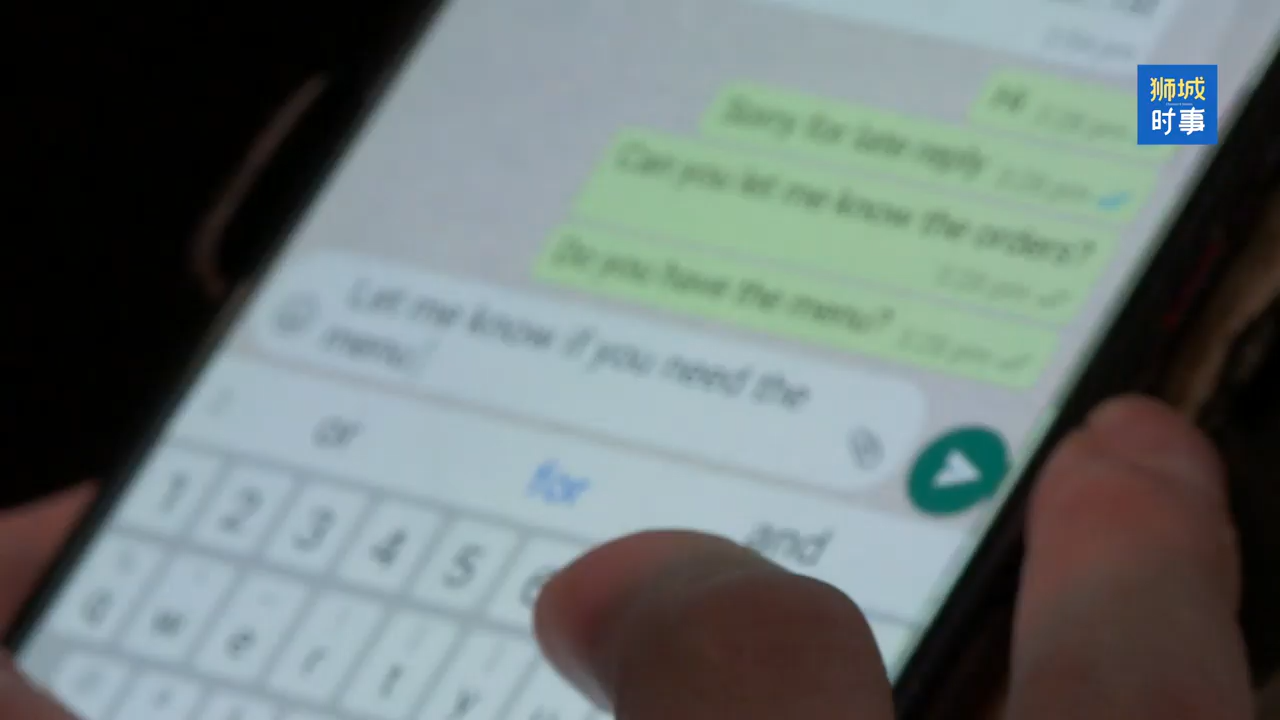 狮城
时事
Hi
Sorry for late reply
Can you let me know the orders?
Do you have the menu?
Let me know if you need the
menu
or for and
1 2 3 4 5
q w e r t y